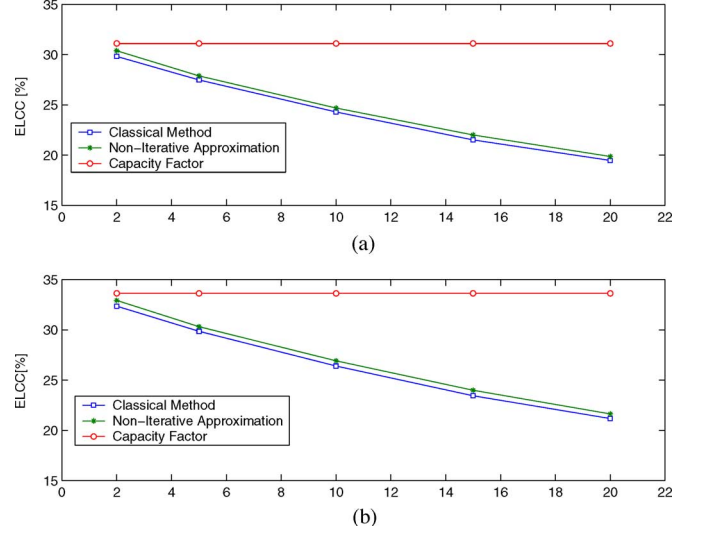 35
30
25
20
15
ELCC [%]
Classical Method
Non-Iterative Approximation
Capacity Factor
0 2 4 6 8 10 12 14 16 18 20 22
(a)
35
30
25
20
15
ELCC[%]
Classical Method
Non-Iterative Approximation
Capacity Factor
0 2 4 6 8 10 12 14 16 18 20 22
(b)